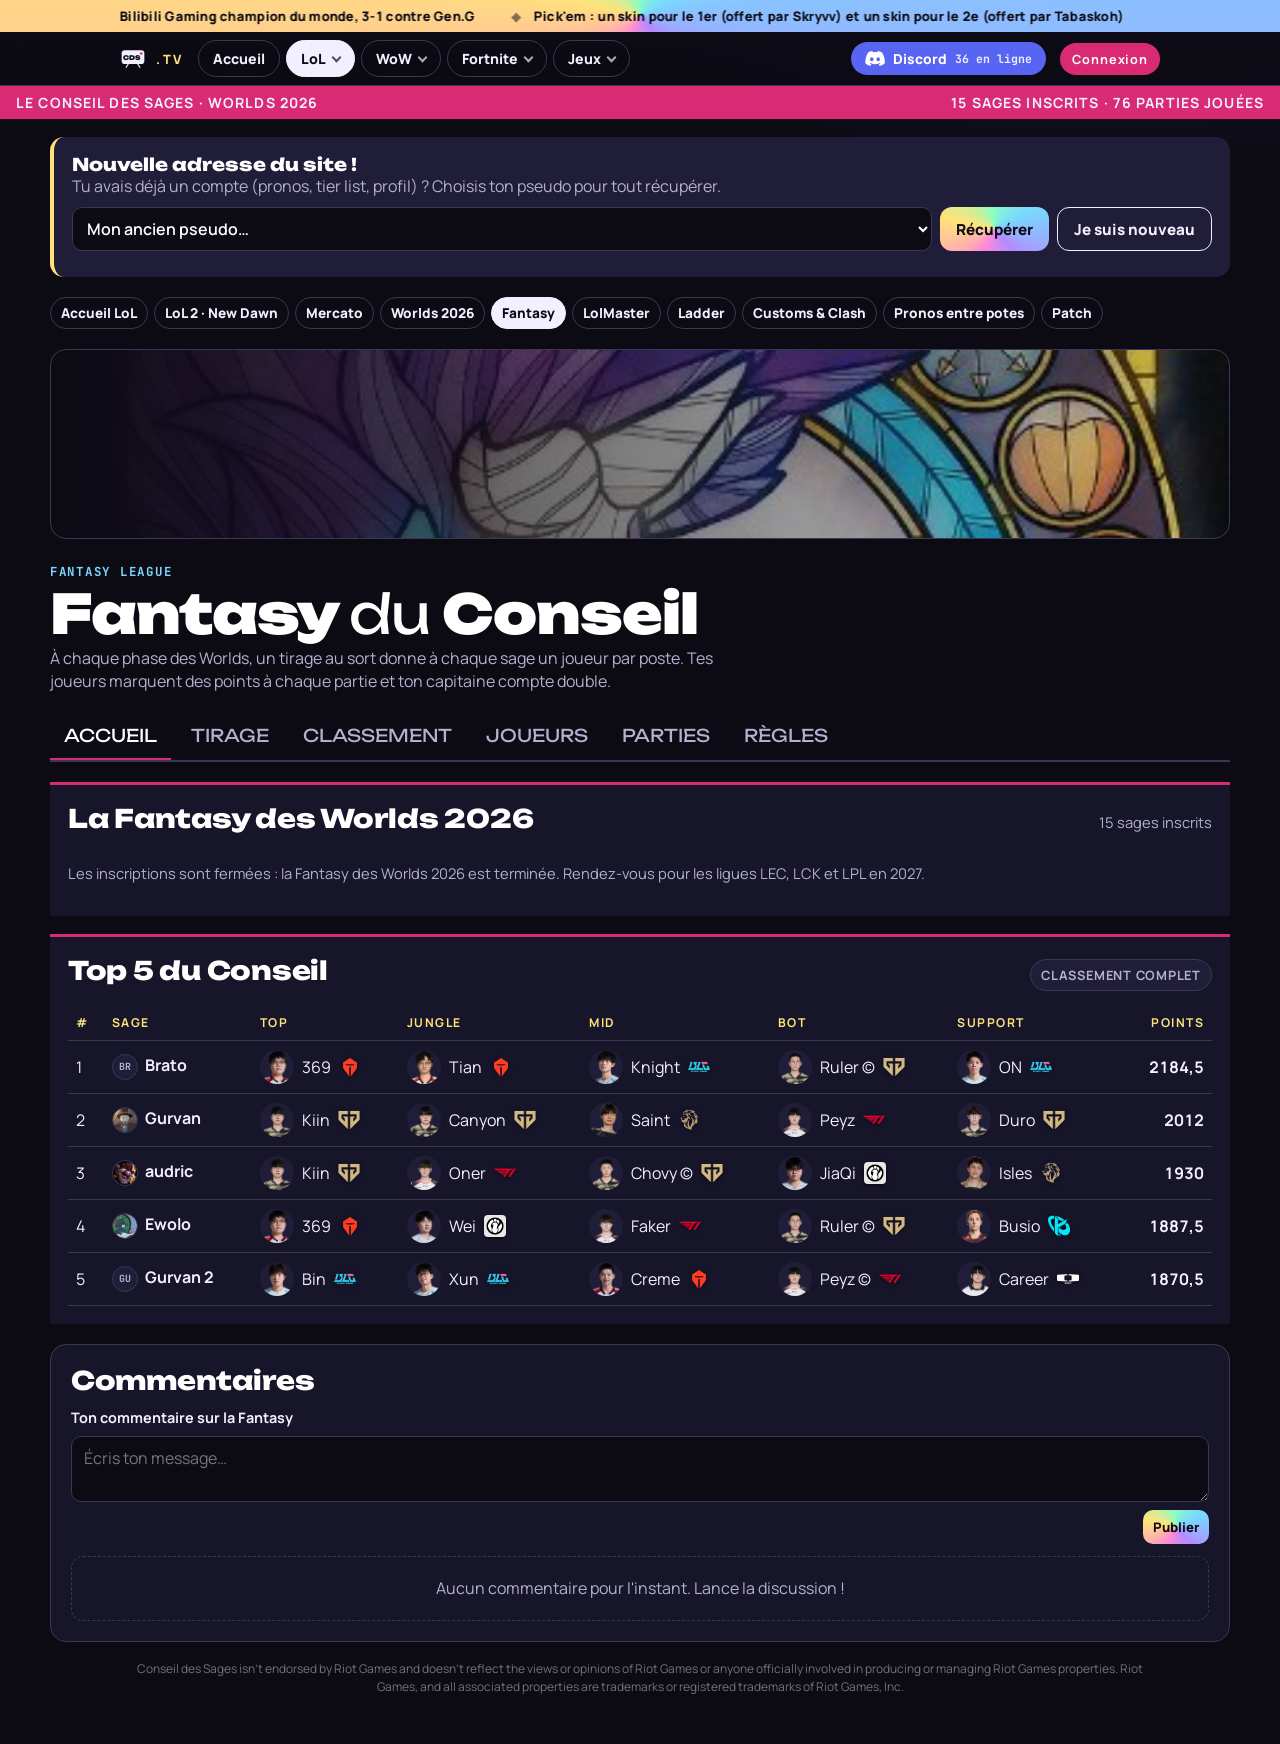 Bilibili Gaming champion du monde, 3-1 contre Gen.G ◆ Pick'em : un skin pour le 1er (offert par Skryvv) et un skin pour le 2e (offert par Tabaskoh)
CDS .TV Accueil LoL WoW Fortnite Jeux Discord 36 en ligne Connexion
LE CONSEIL DES SAGES · WORLDS 2026 15 SAGES INSCRITS · 76 PARTIES JOUÉES
Nouvelle adresse du site !
Tu avais déjà un compte (pronos, tier list, profil) ? Choisis ton pseudo pour tout récupérer.
Mon ancien pseudo… Récupérer Je suis nouveau
Accueil LoL LoL 2 · New Dawn Mercato Worlds 2026 Fantasy LolMaster Ladder Customs & Clash Pronos entre potes Patch
FANTASY LEAGUE
Fantasy du Conseil
À chaque phase des Worlds, un tirage au sort donne à chaque sage un joueur par poste. Tes
joueurs marquent des points à chaque partie et ton capitaine compte double.
ACCUEIL TIRAGE CLASSEMENT JOUEURS PARTIES RÈGLES
La Fantasy des Worlds 2026 15 sages inscrits
Les inscriptions sont fermées : la Fantasy des Worlds 2026 est terminée. Rendez-vous pour les ligues LEC, LCK et LPL en 2027.
Top 5 du Conseil CLASSEMENT COMPLET
# SAGE TOP JUNGLE MID BOT SUPPORT POINTS
1 BR Brato 369 Tian Knight Ruler © ON 2184,5
2 Gurvan Kiin Canyon Saint Peyz Duro 2012
3 audric Kiin Oner Chovy © JiaQi Isles 1930
4 Ewolo 369 Wei Faker Ruler © Busio 1887,5
5 GU Gurvan 2 Bin Xun Creme Peyz © Career 1870,5
Commentaires
Ton commentaire sur la Fantasy
Écris ton message…
Publier
Aucun commentaire pour l'instant. Lance la discussion !
Conseil des Sages isn't endorsed by Riot Games and doesn't reflect the views or opinions of Riot Games or anyone officially involved in producing or managing Riot Games properties. Riot
Games, and all associated properties are trademarks or registered trademarks of Riot Games, Inc.